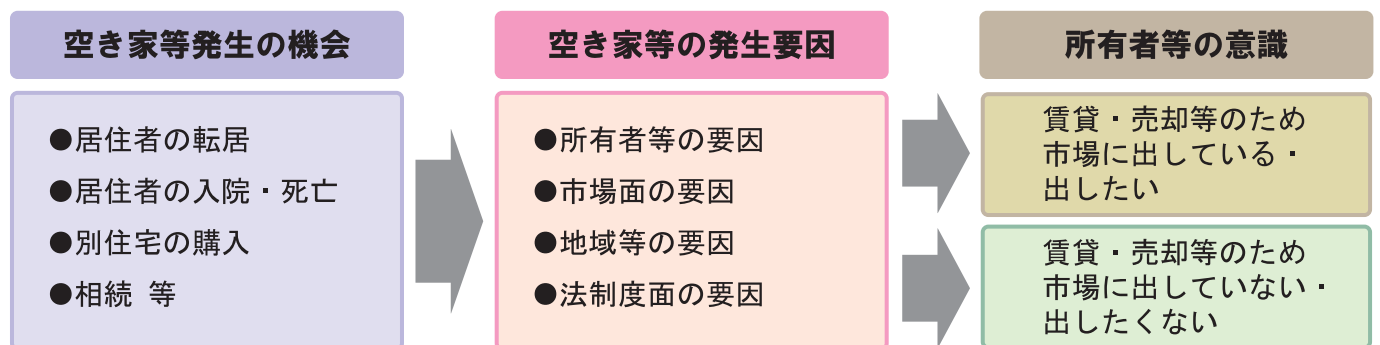 空き家等発生の機会
●居住者の転居
●居住者の入院・死亡
●別住宅の購入
●相続 等
空き家等の発生要因
●所有者等の要因
●市場面の要因
●地域等の要因
●法制度面の要因
所有者等の意識
賃貸・売却等のため
市場に出している・
出したい
賃貸・売却等のため
市場に出していない・
出したくない